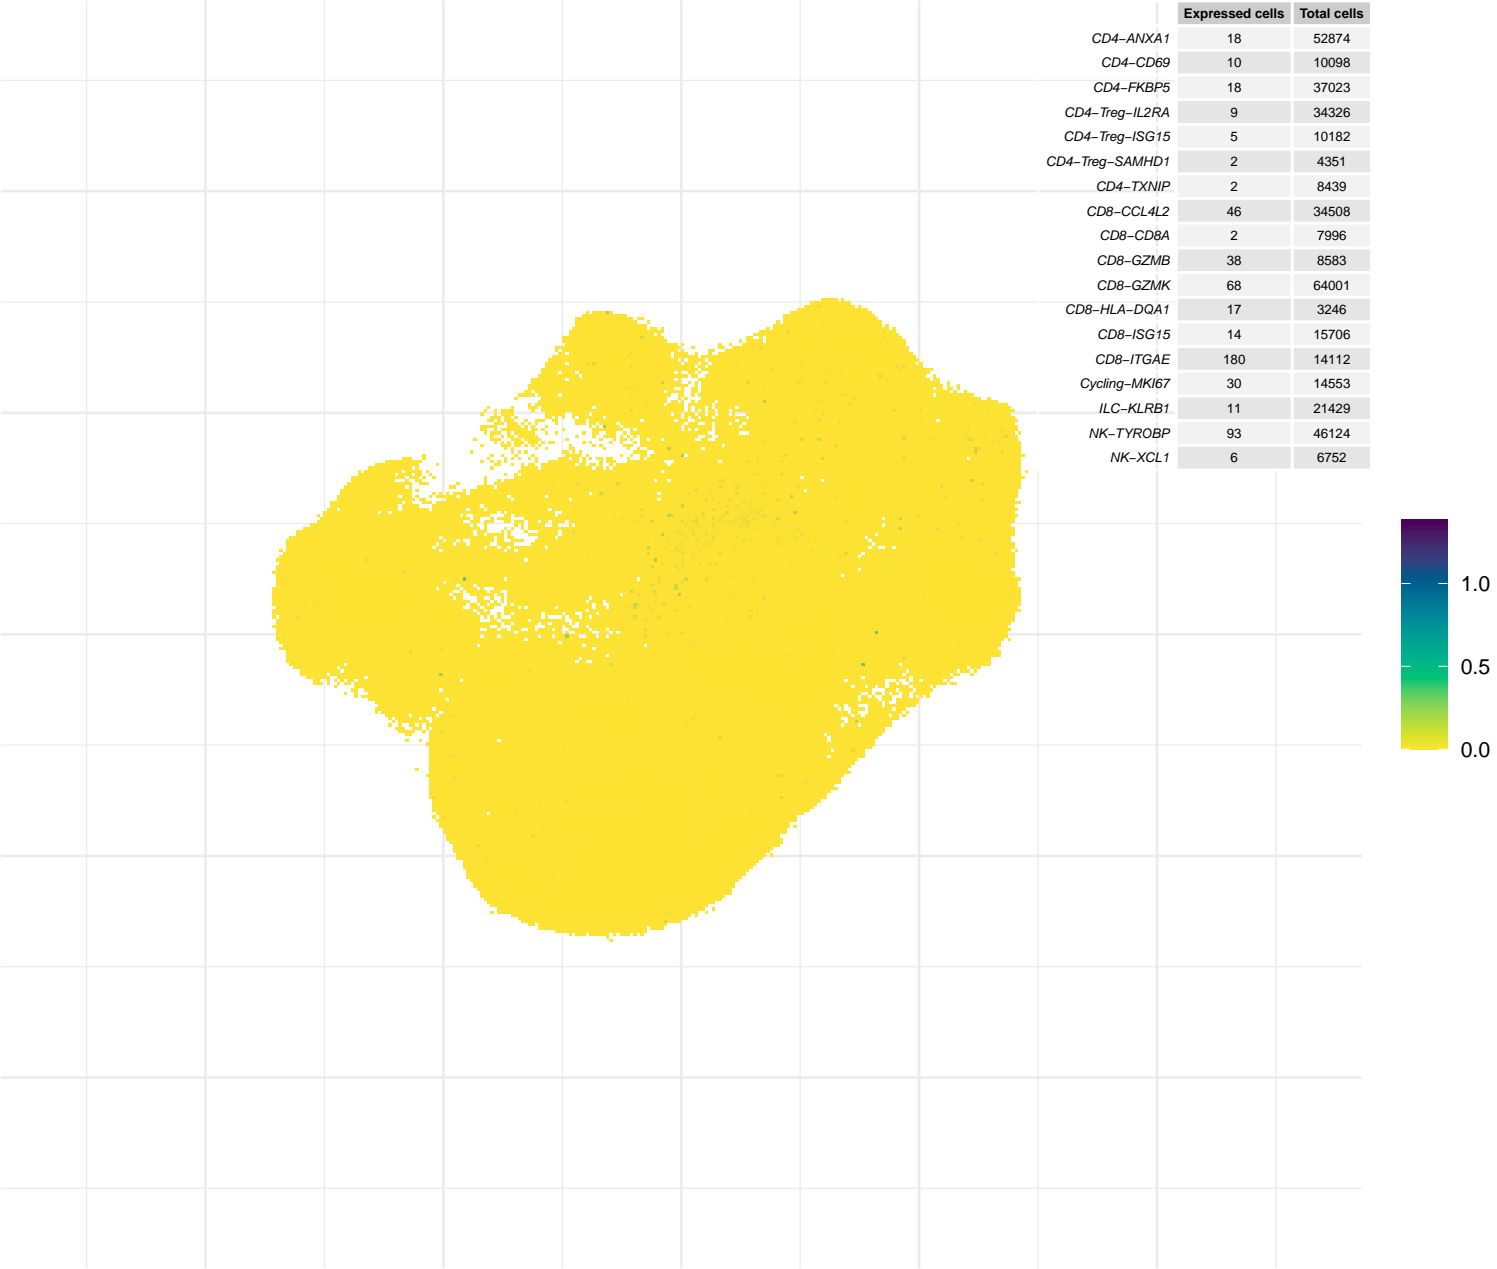 Expressed cells Total cells
CD4−ANXA1 18 52874
CD4−CD69 10 10098
CD4−FKBP5 18 37023
CD4−Treg−IL2RA 9 34326
CD4−Treg−ISG15 5 10182
CD4−Treg−SAMHD1 2 4351
CD4−TXNIP 2 8439
CD8−CCL4L2 46 34508
CD8−CD8A 2 7996
CD8−GZMB 38 8583
CD8−GZMK 68 64001
CD8−HLA−DQA1 17 3246
CD8−ISG15 14 15706
CD8−ITGAE 180 14112
Cycling−MKI67 30 14553
ILC−KLRB1 11 21429
NK−TYROBP 93 46124
NK−XCL1 6 6752
1.0
0.5
0.0